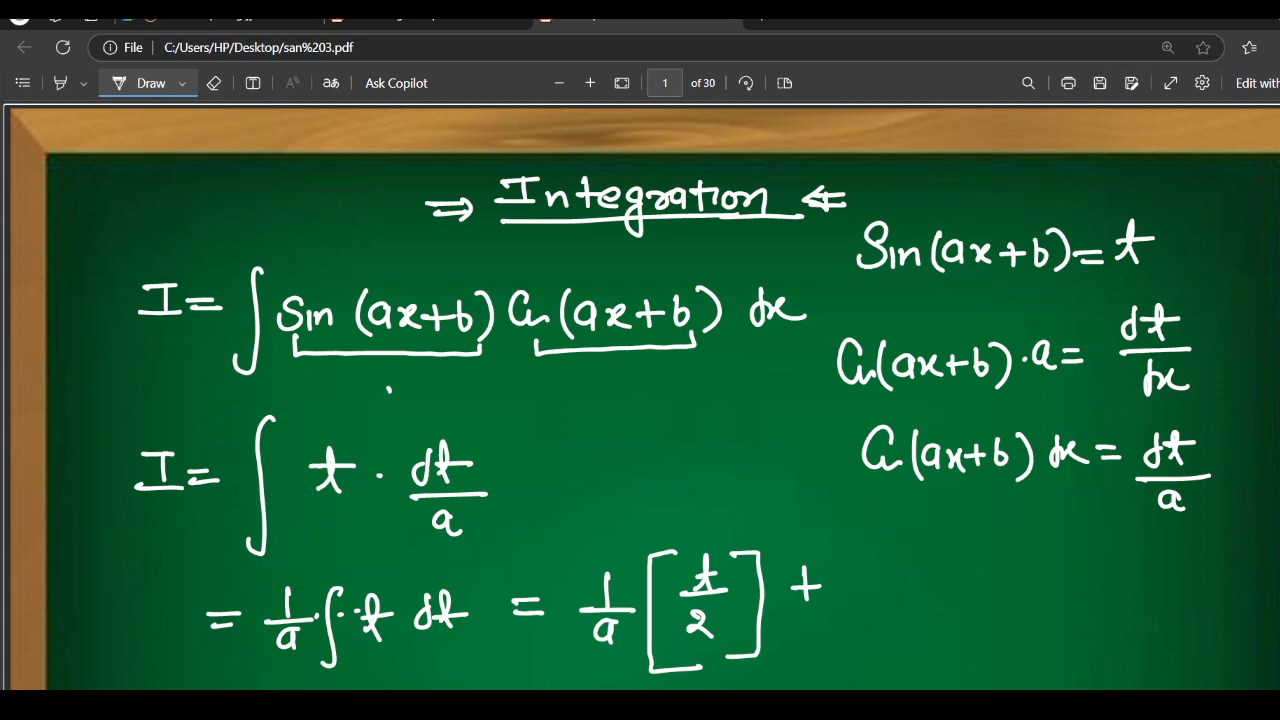 File | C:/Users/HP/Desktop/san%203.pdf
Draw Ask Copilot − + 1 of 30 Edit with
⇒ Integration ⇐
Sin(ax+b) = t
I = ∫ Sin (ax+b) Cos (ax+b) dx
Cos(ax+b)·a = dt/dx
I = ∫ t · dt/a
Cos(ax+b) dx = dt/a
= 1/a · ∫ t dt = 1/a [t/2] +